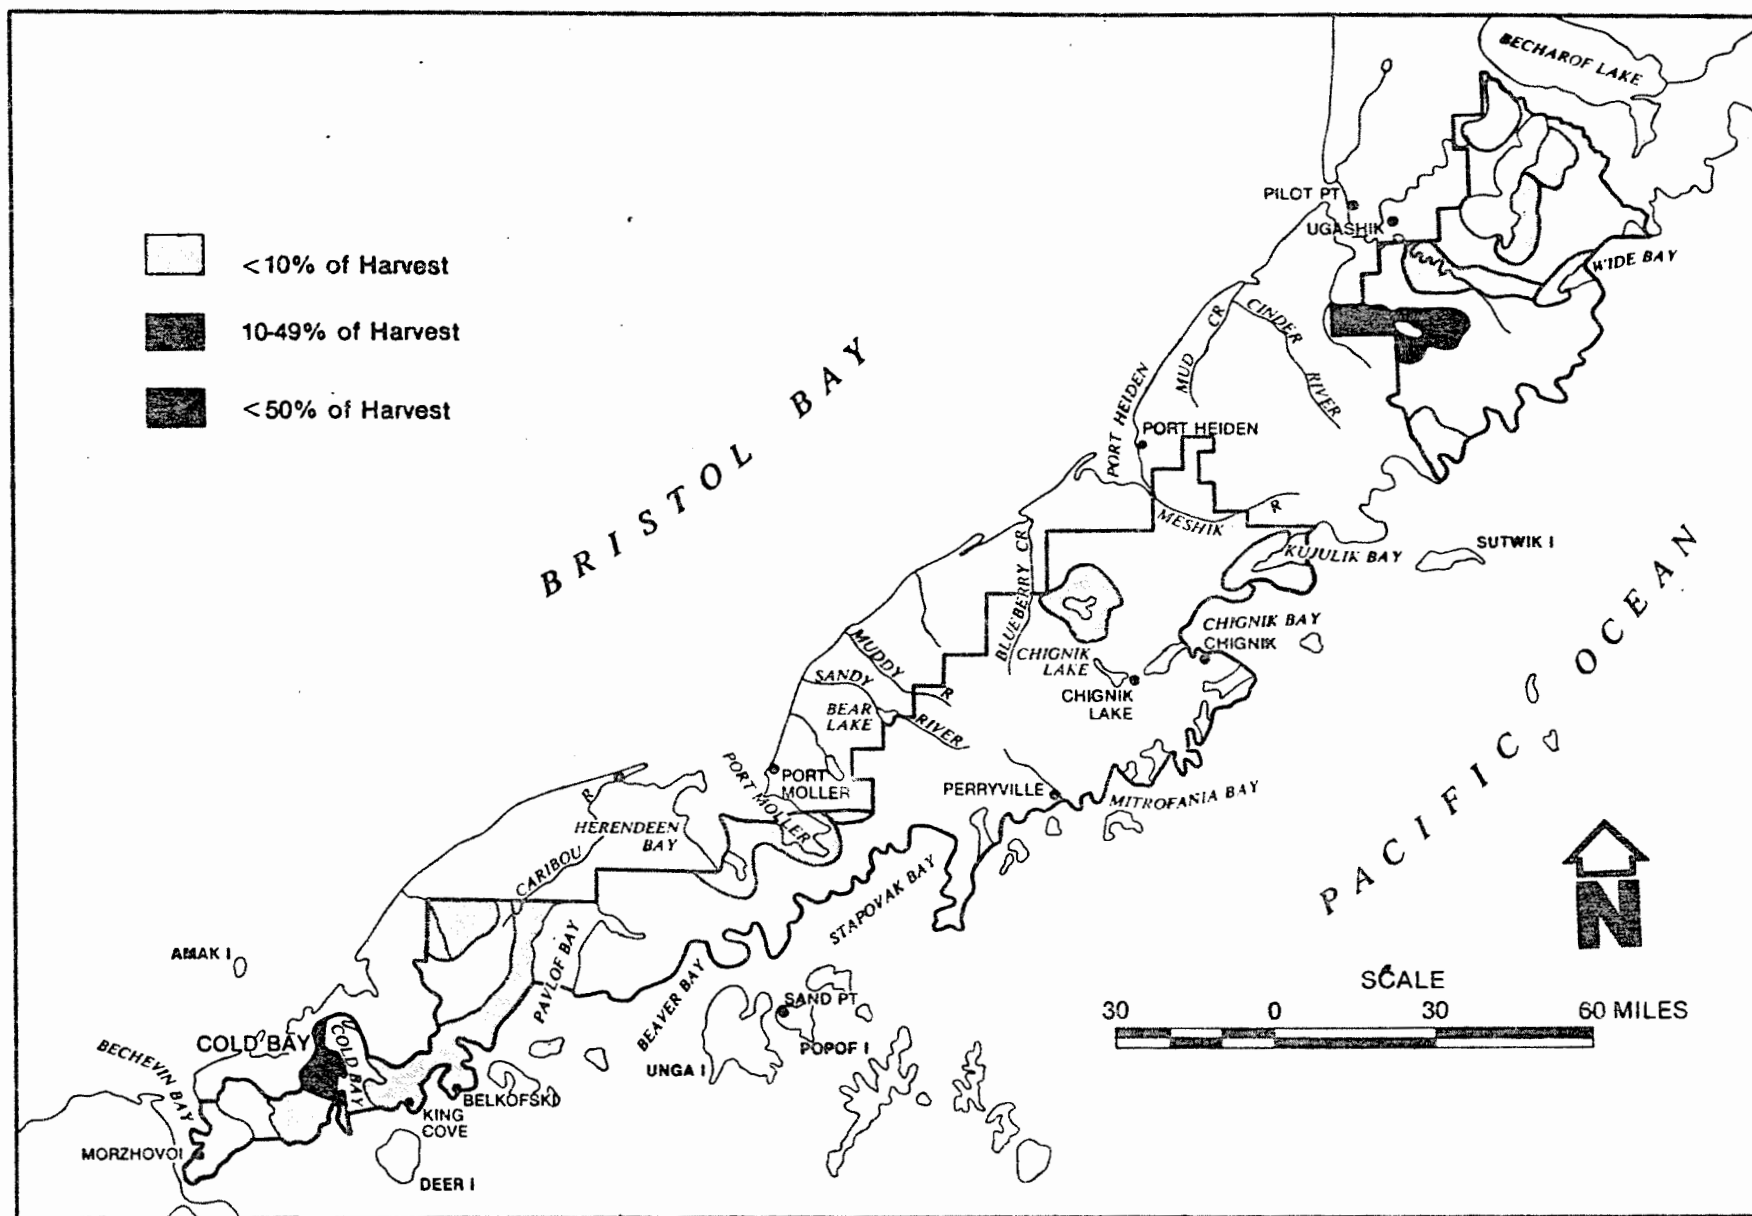 BECHAROF LAKE
PILOT PT
UGASHIK
WIDE BAY
<10% of Harvest
10-49% of Harvest
<50% of Harvest
BRISTOL BAY
PORT HEIDEN
MUD CR
CINDER RIVER
PORT HEIDEN
MESHIK R
KUJULIK BAY
SUTWIK I
BLUEBERRY CR
CHIGNIK BAY
CHIGNIK
CHIGNIK
LAKE
CHIGNIK
LAKE
MUDDY R
SANDY RIVER
BEAR
LAKE
PORT
MOLLER
PORT MOLLER
PERRYVILLE
MITROFANIA BAY
PACIFIC OCEAN
HERENDEEN
BAY
CARIBOU R
STAPOVAK BAY
PAVLOF BAY
BEAVER BAY
AMAK I
SAND PT
POPOF I
UNGA I
COLD BAY
COLD BAY
BECHEVIN BAY
BELKOFSKI
KING
COVE
MORZHOVOI
DEER I
N
SCALE
30 0 30 60 MILES